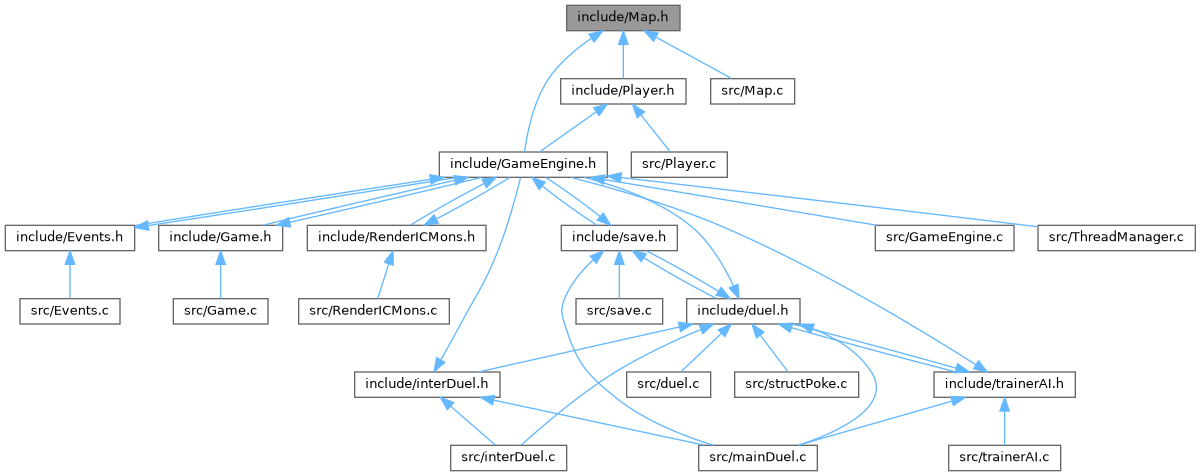 include/Map.h
include/Player.h
src/Map.c
include/GameEngine.h
src/Player.c
include/Events.h
include/Game.h
include/RenderICMons.h
include/save.h
src/GameEngine.c
src/ThreadManager.c
src/Events.c
src/Game.c
src/RenderICMons.c
src/save.c
include/duel.h
include/interDuel.h
src/duel.c
src/structPoke.c
include/trainerAI.h
src/interDuel.c
src/mainDuel.c
src/trainerAI.c